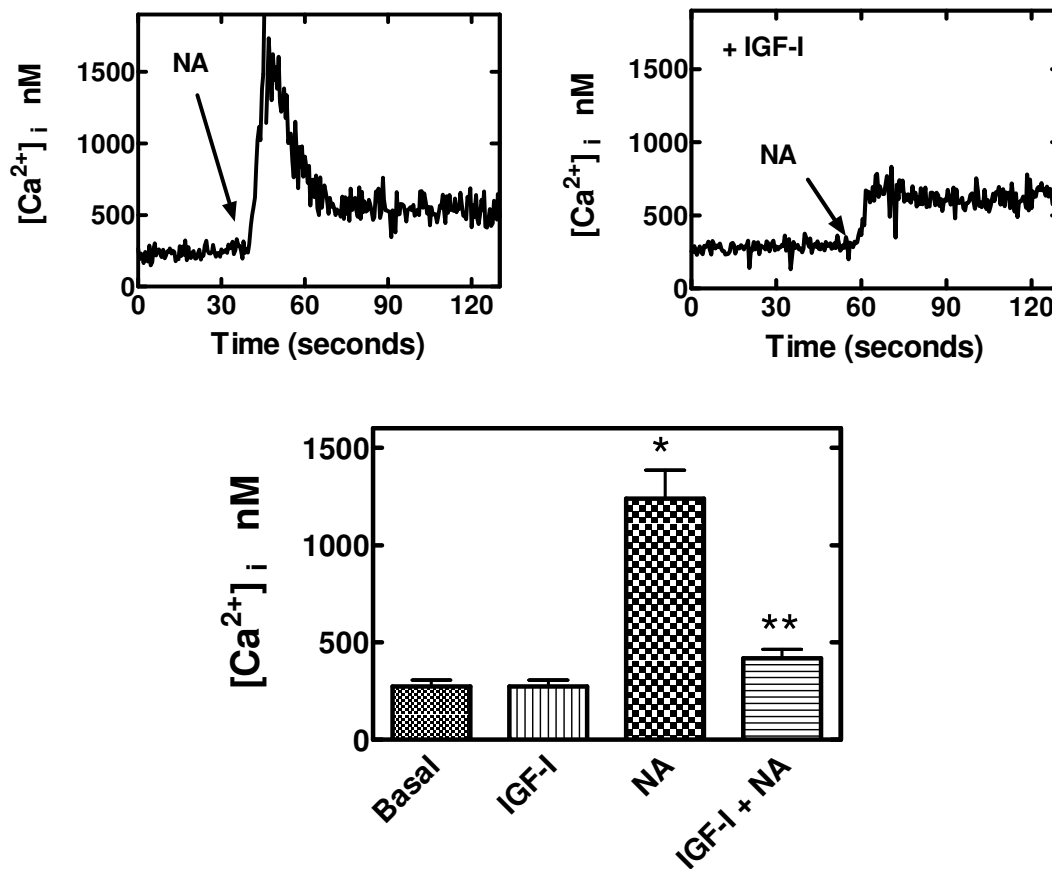 [Ca²⁺] i nM
1500
1000
500
0
NA
0 30 60 90 120
Time (seconds)
[Ca²⁺] i nM
1500
1000
500
0
+ IGF-I
NA
0 30 60 90 120
Time (seconds)
[Ca²⁺] i nM
1500
1000
500
0
*
**
Basal
IGF-I
NA
IGF-I + NA